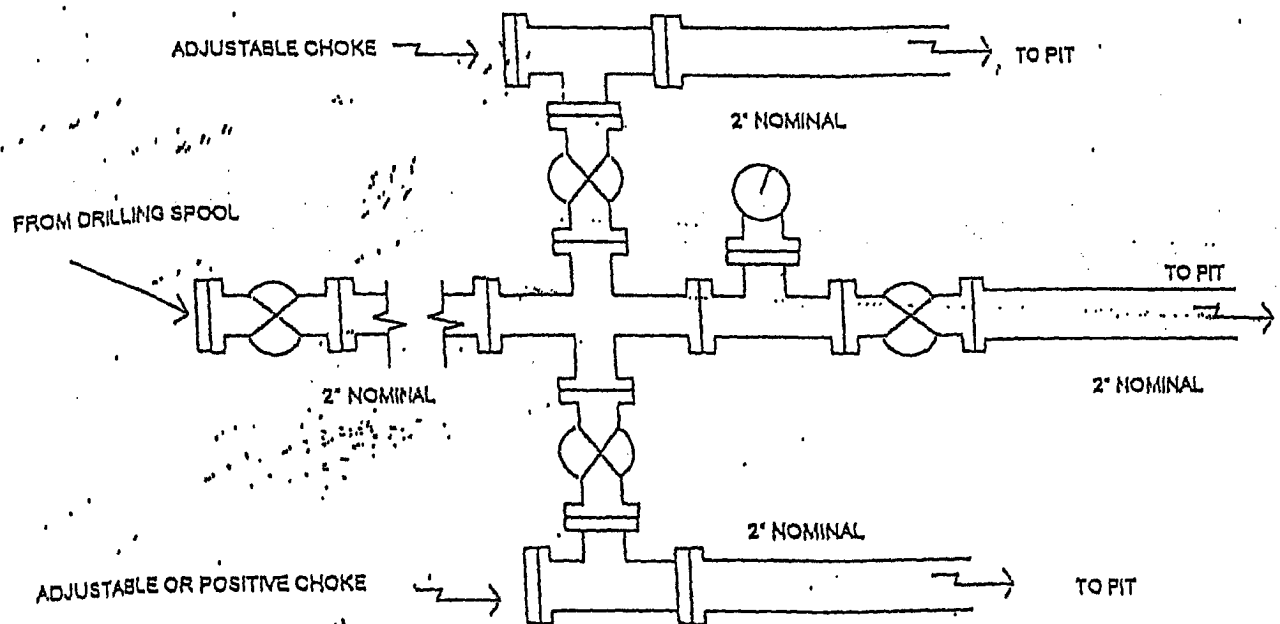 ADJUSTABLE CHOKE
TO PIT
2" NOMINAL
FROM DRILLING SPOOL
TO PIT
2" NOMINAL
2" NOMINAL
2" NOMINAL
ADJUSTABLE OR POSITIVE CHOKE
TO PIT